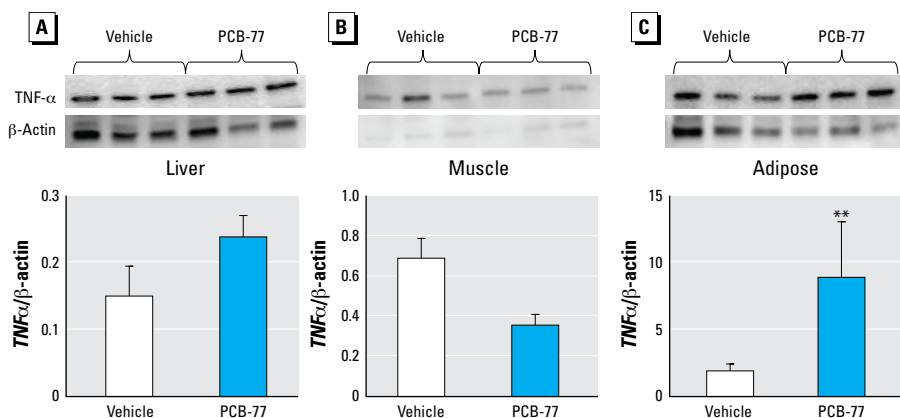 A
Vehicle PCB-77
TNF-α
β-Actin
Liver
TNFα/β-actin
0.3
0.2
0.1
0
Vehicle PCB-77
B
Vehicle PCB-77
Muscle
TNFα/β-actin
1.0
0.8
0.6
0.4
0.2
0.4
0
Vehicle PCB-77
C
Vehicle PCB-77
Adipose
TNFα/β-actin
15
10
5
0
**
Vehicle PCB-77